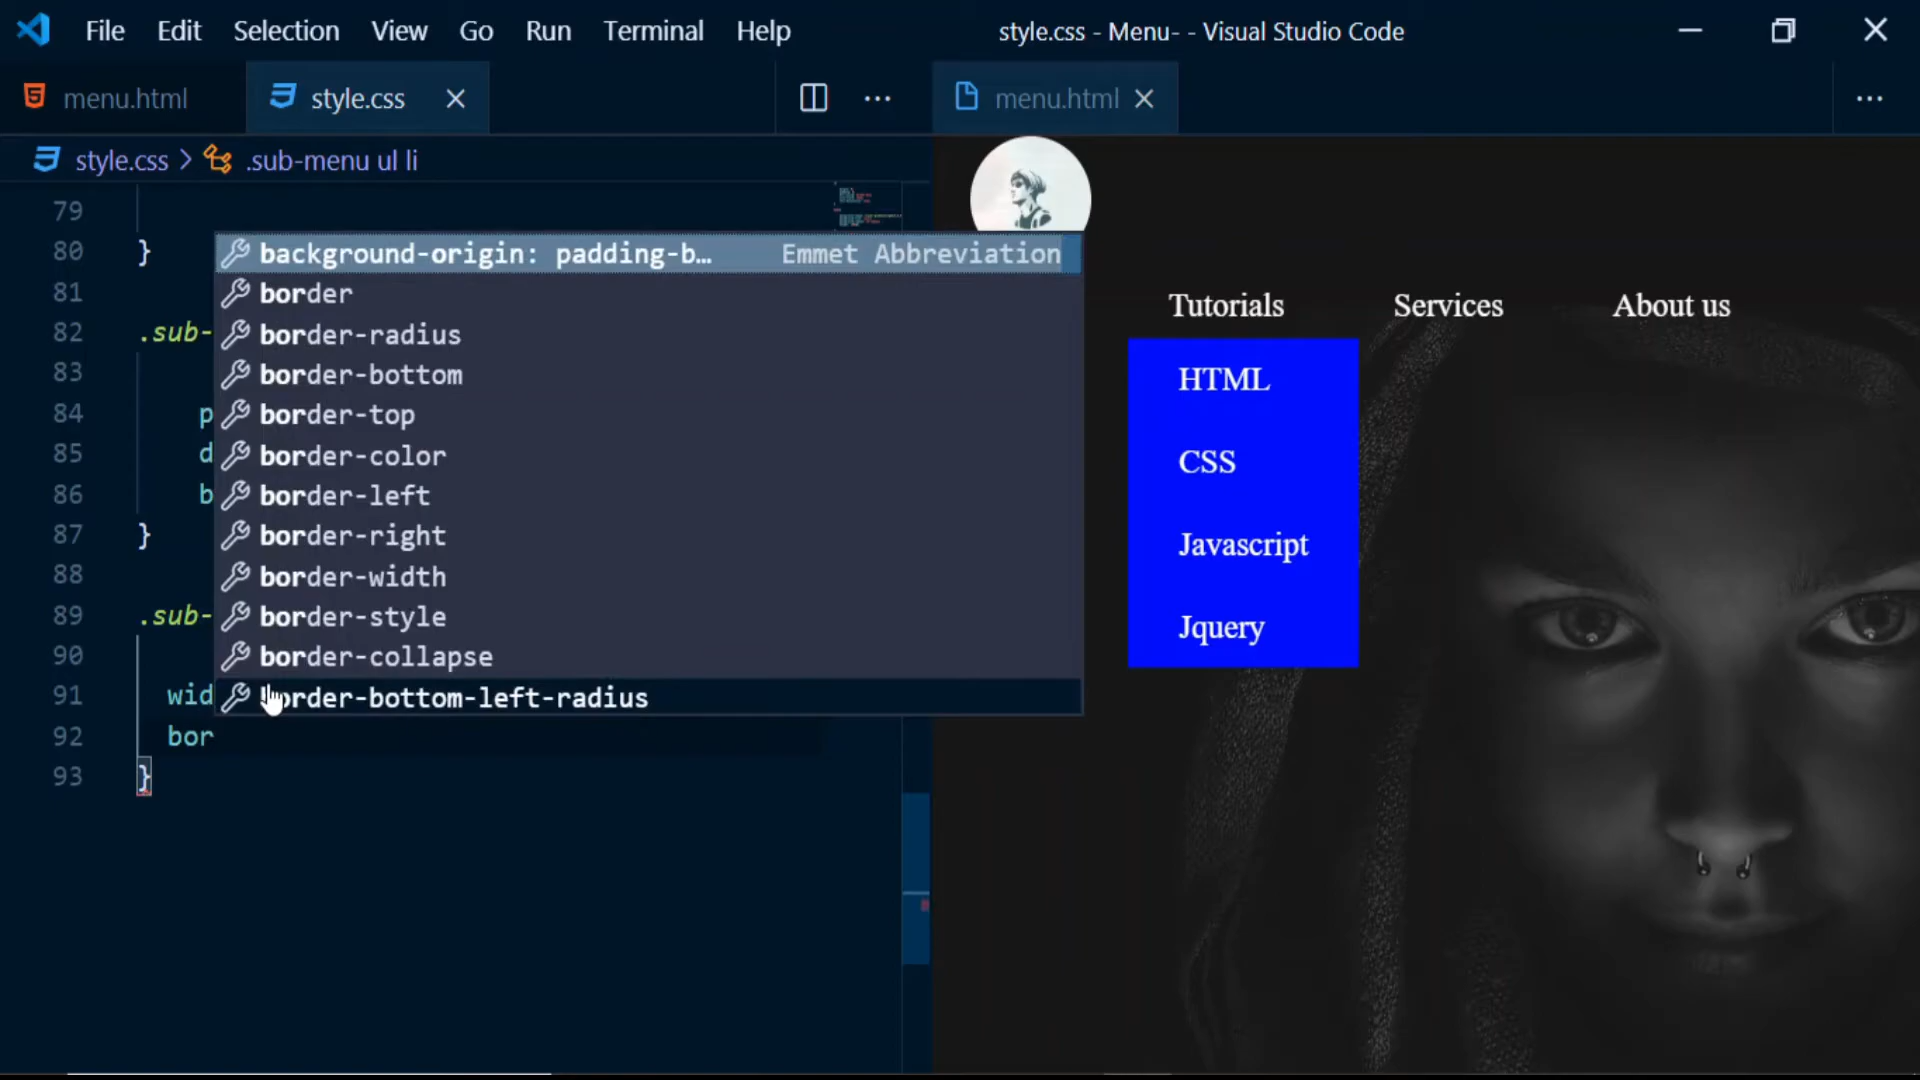 File Edit Selection View Go Run Terminal Help style.css - Menu- - Visual Studio Code
menu.html style.css menu.html
style.css > .sub-menu ul li
79
80 }
81
82 .sub-
83
84 p
85 d
86 b
87 }
88
89 .sub-
90
91 wid
92 bor
93 }
background-origin: padding-b… Emmet Abbreviation
border
border-radius
border-bottom
border-top
border-color
border-left
border-right
border-width
border-style
border-collapse
border-bottom-left-radius
Tutorials Services About us
HTML
CSS
Javascript
Jquery